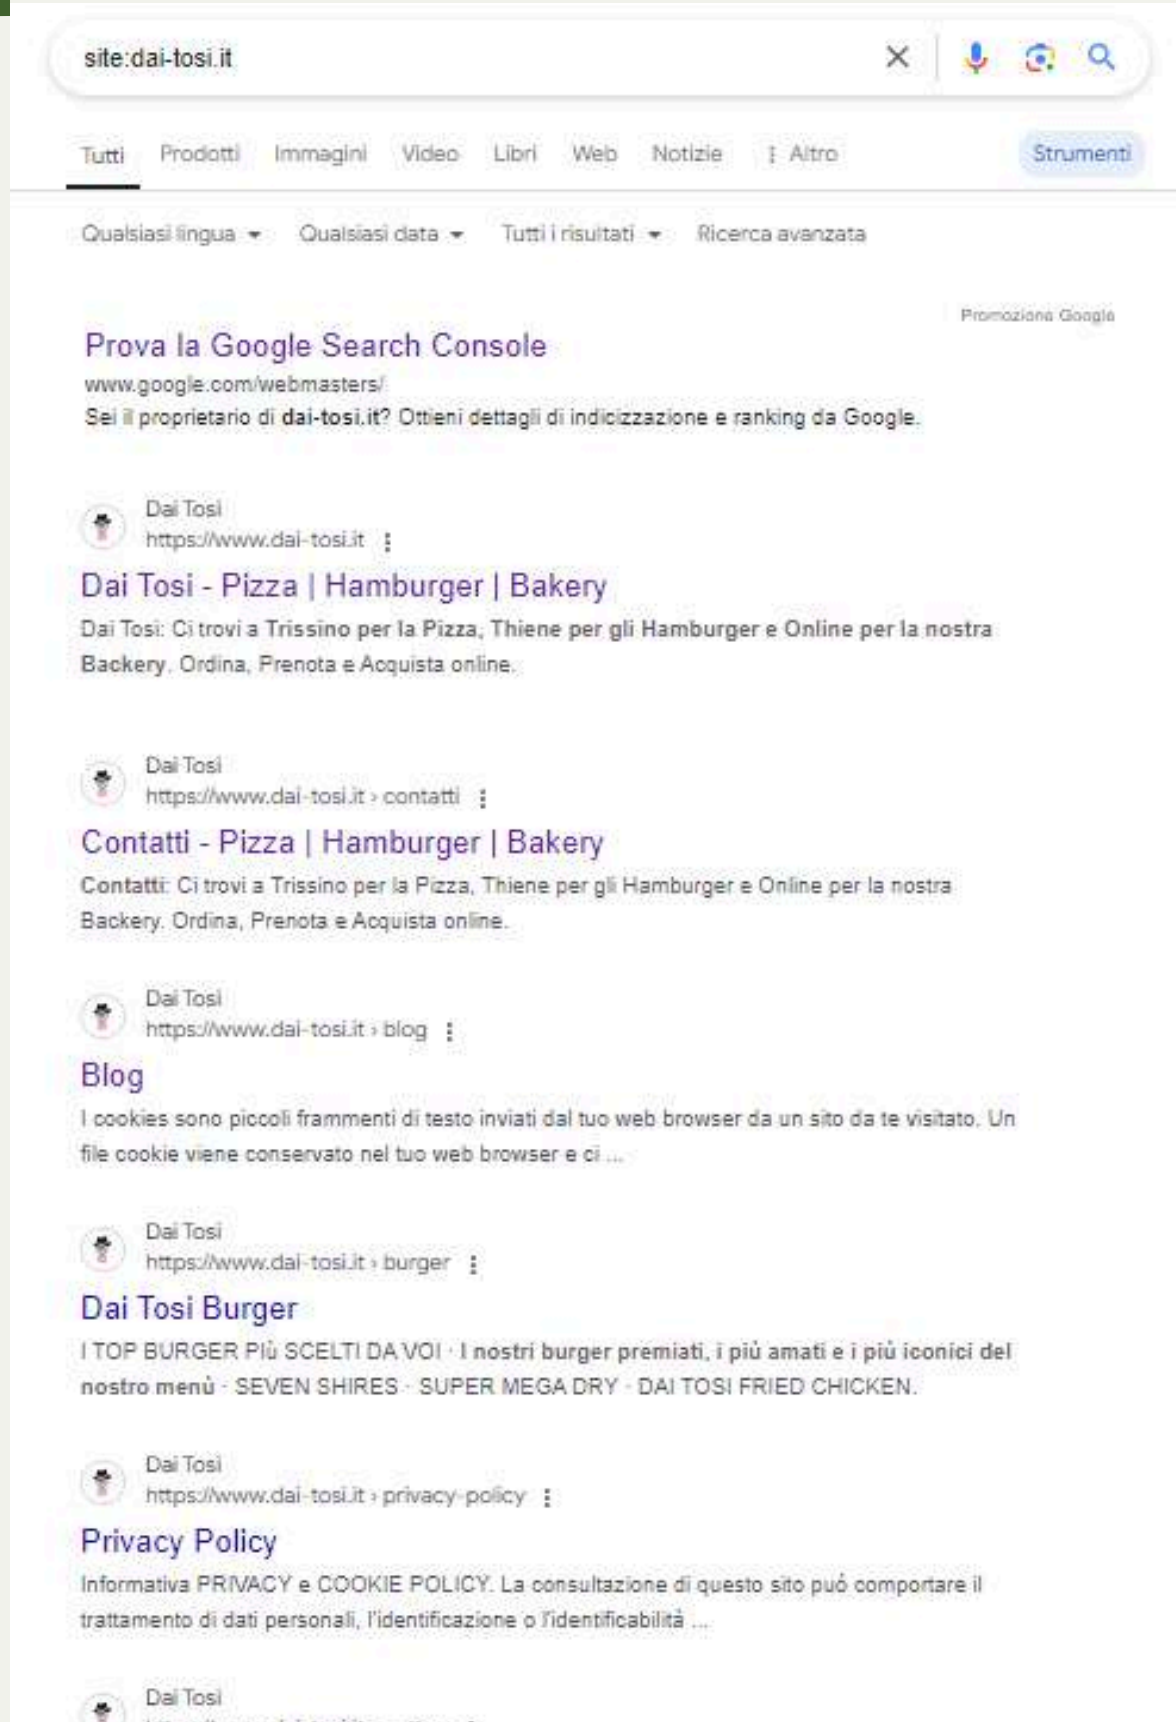 site:dai-tosi.it
Tutti Prodotti Immagini Video Libri Web Notizie Altro Strumenti
Qualsiasi lingua Qualsiasi data Tutti i risultati Ricerca avanzata
Promozione Google
Prova la Google Search Console
www.google.com/webmasters/
Sei il proprietario di dai-tosi.it? Ottieni dettagli di indicizzazione e ranking da Google.
Dai Tosi
https://www.dai-tosi.it
Dai Tosi - Pizza | Hamburger | Bakery
Dai Tosi: Ci trovi a Trissino per la Pizza, Thiene per gli Hamburger e Online per la nostra
Backery. Ordina, Prenota e Acquista online.
Dai Tosi
https://www.dai-tosi.it › contatti
Contatti - Pizza | Hamburger | Bakery
Contatti: Ci trovi a Trissino per la Pizza, Thiene per gli Hamburger e Online per la nostra
Backery. Ordina, Prenota e Acquista online.
Dai Tosi
https://www.dai-tosi.it › blog
Blog
I cookies sono piccoli frammenti di testo inviati dal tuo web browser da un sito da te visitato. Un
file cookie viene conservato nel tuo web browser e ci ...
Dai Tosi
https://www.dai-tosi.it › burger
Dai Tosi Burger
I TOP BURGER PIù SCELTI DA VOI · I nostri burger premiati, i più amati e i più iconici del
nostro menù · SEVEN SHIRES · SUPER MEGA DRY · DAI TOSI FRIED CHICKEN.
Dai Tosi
https://www.dai-tosi.it › privacy-policy
Privacy Policy
Informativa PRIVACY e COOKIE POLICY. La consultazione di questo sito può comportare il
trattamento di dati personali, l'identificazione o l'identificabilità ...
Dai Tosi